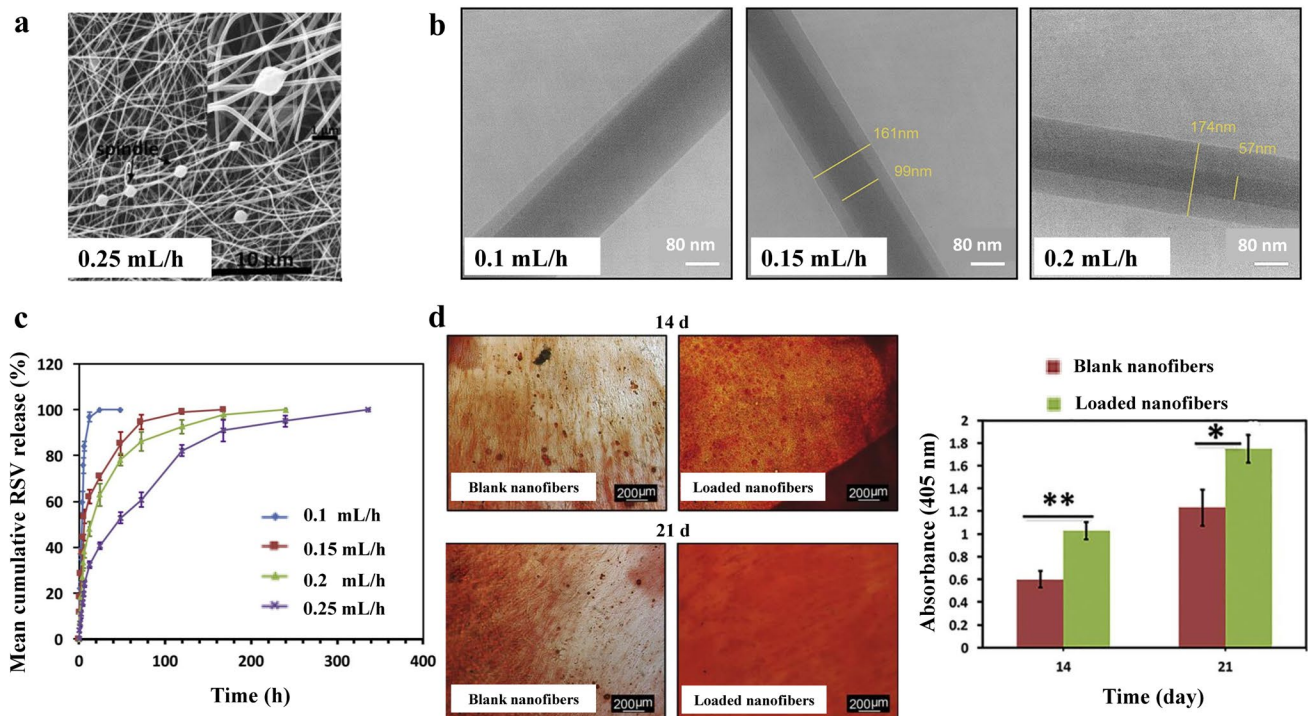 a
spindle
1 μm
0.25 mL/h
10 μm
b
80 nm
0.1 mL/h
161nm
99nm
80 nm
0.15 mL/h
174nm
57nm
80 nm
0.2 mL/h
c
Mean cumulative RSV release (%)
120
100
80
60
40
20
0
0
100
200
300
400
Time (h)
0.1 mL/h
0.15 mL/h
0.2 mL/h
0.25 mL/h
d
14 d
Blank nanofibers
200μm
Loaded nanofibers
200μm
21 d
Blank nanofibers
200μm
Loaded nanofibers
200μm
Blank nanofibers
Loaded nanofibers
Absorbance (405 nm)
2
1.8
1.6
1.4
1.2
1
0.8
0.6
0.4
0.2
0
**
*
14
21
Time (day)